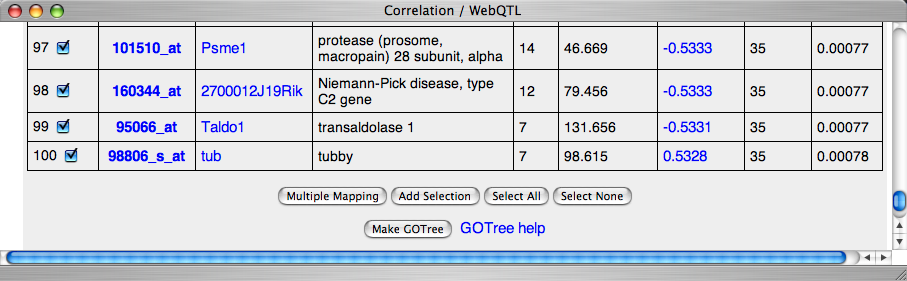 Correlation / WebQTL
97 101510_at Psme1 protease (prosome, macropain) 28 subunit, alpha 14 46.669 -0.5333 35 0.00077
98 160344_at 2700012J19Rik Niemann-Pick disease, type C2 gene 12 79.456 -0.5333 35 0.00077
99 95066_at Taldo1 transaldolase 1 7 131.656 -0.5331 35 0.00077
100 98806_s_at tub tubby 7 98.615 0.5328 35 0.00078
Multiple Mapping Add Selection Select All Select None
Make GOTree GOTree help